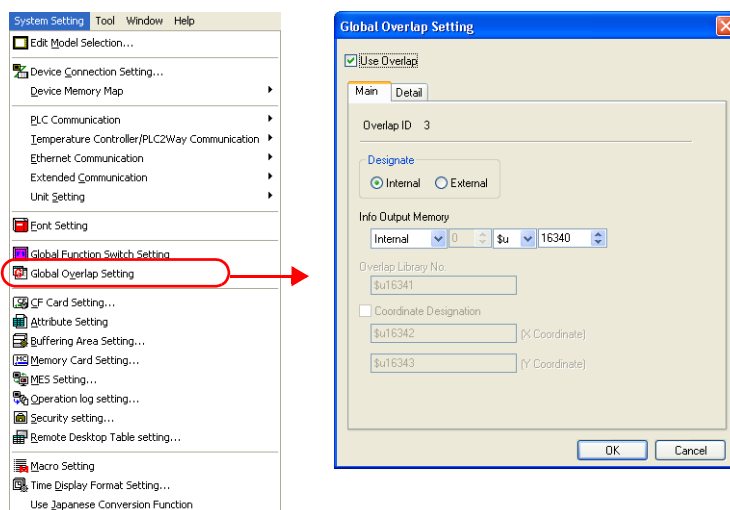 System Setting Tool Window Help
Edit Model Selection...
Device Connection Setting...
Device Memory Map
PLC Communication
Temperature Controller/PLC2Way Communication
Ethernet Communication
Extended Communication
Unit Setting
Font Setting
Global Function Switch Setting
Global Overlap Setting
CF Card Setting...
Attribute Setting
Buffering Area Setting...
Memory Card Setting...
MES Setting...
Operation log setting...
Security setting...
Remote Desktop Table setting...
Macro Setting
Time Display Format Setting...
Use Japanese Conversion Function
Global Overlap Setting
Use Overlap
Main Detail
Overlap ID 3
Designate
Internal External
Info Output Memory
Internal 0 $u 16340
Overlap Library No.
$u16341
Coordinate Designation
$u16342 (X Coordinate)
$u16343 (Y Coordinate)
OK Cancel